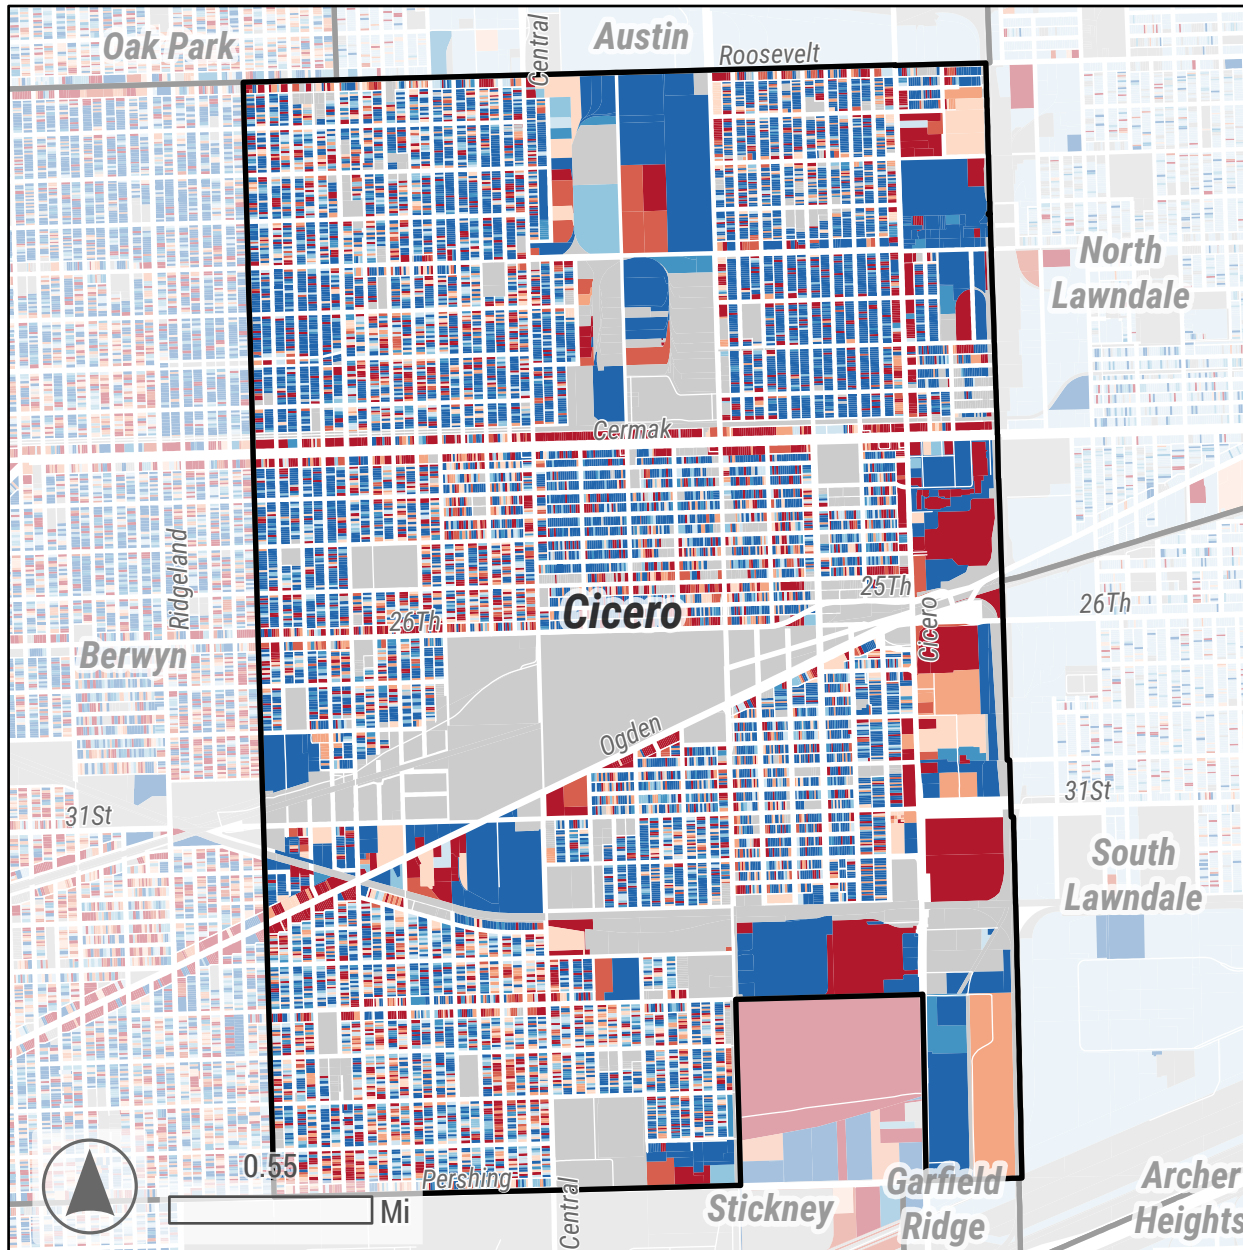 Oak Park
Central
Austin
Roosevelt
North
Lawndale
Cermak
Ridgeland
25Th
26Th
26Th
Cicero
Cicero
Berwyn
Ogden
31St
31St
South
Lawndale
0.55
Mi
Pershing
Central
Stickney
Garfield
Ridge
Archer
Heights